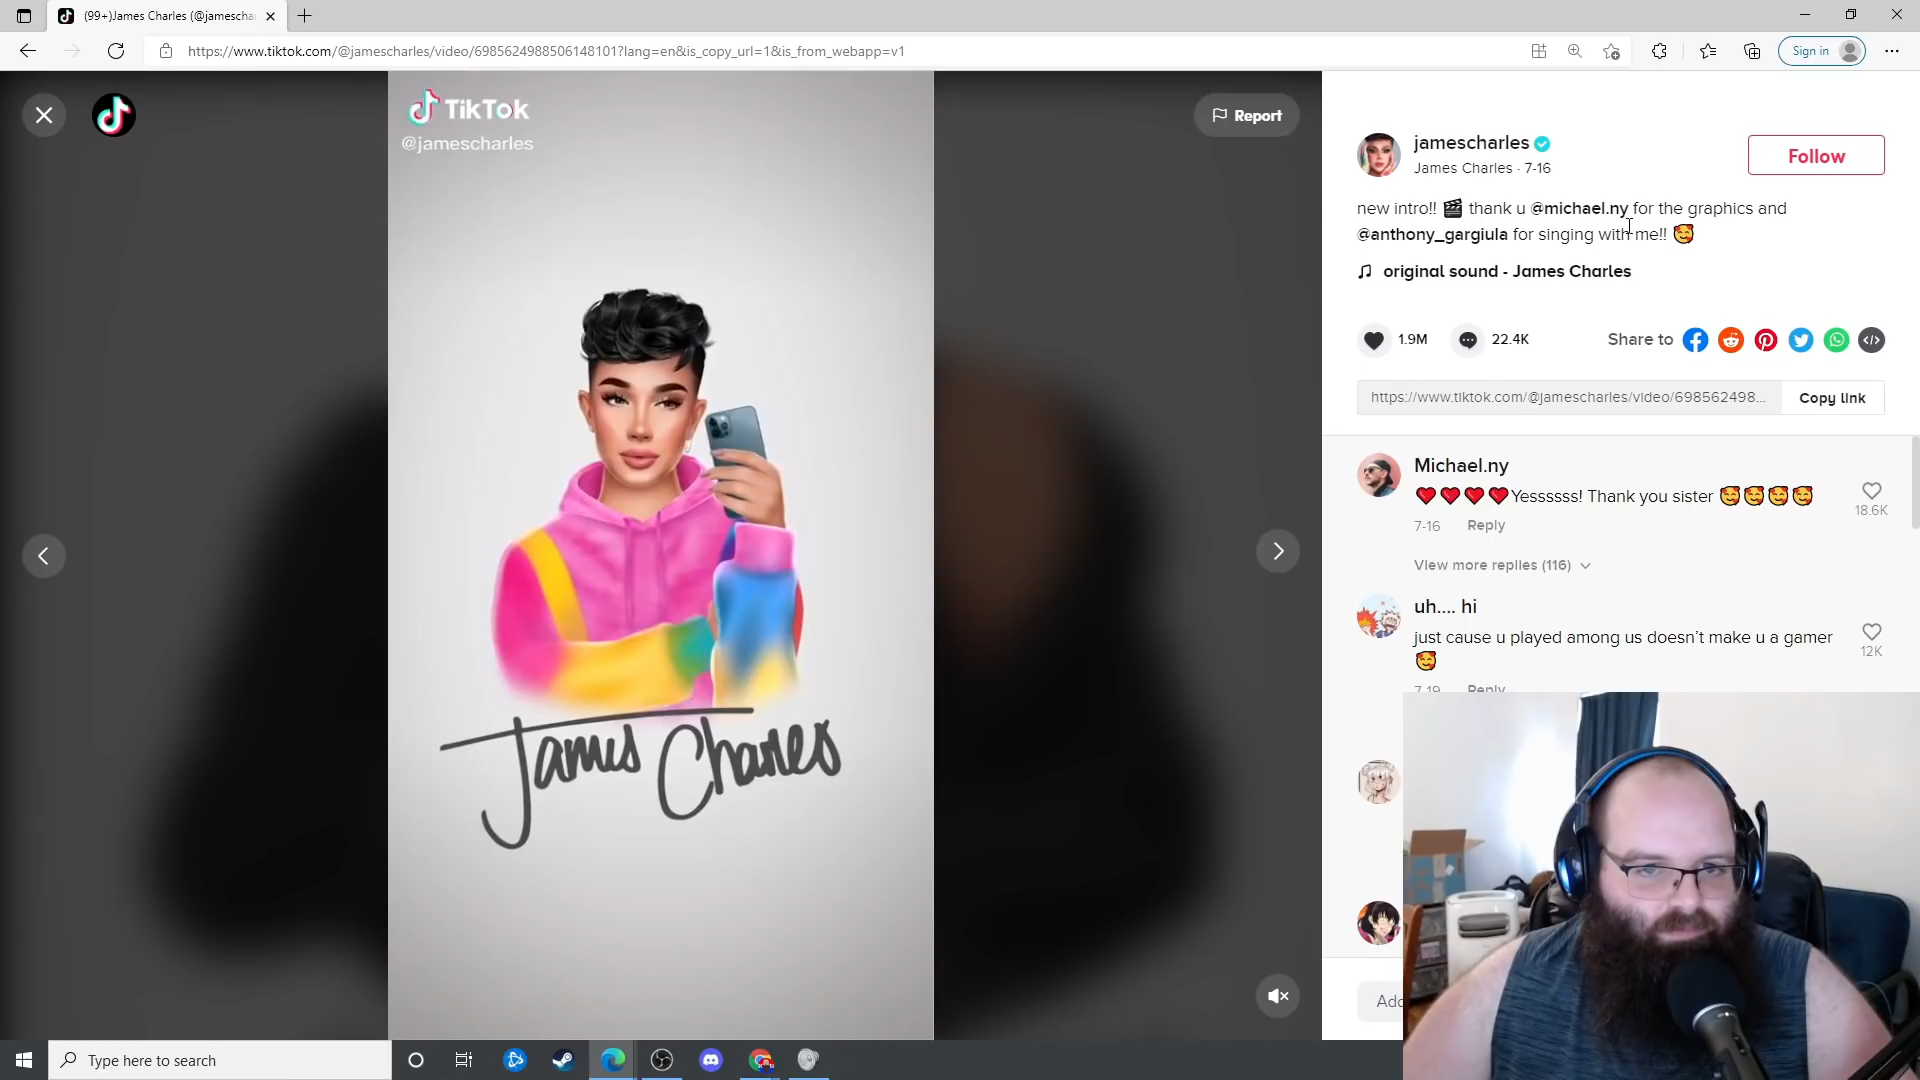 (99+)James Charles (@jamescha
https://www.tiktok.com/@jamescharles/video/6985624988506148101?lang=en&is_copy_url=1&is_from_webapp=v1
Sign in
TikTok
@jamescharles
Report
James Charles
jamescharles
James Charles · 7-16
Follow
new intro!! 🎬 thank u @michael.ny for the graphics and
@anthony_gargiula for singing with me!! 🥰
original sound - James Charles
1.9M
22.4K
Share to
https://www.tiktok.com/@jamescharles/video/698562498...
Copy link
Michael.ny
❤️❤️❤️❤️Yessssss! Thank you sister 🥰🥰🥰🥰
18.6K
7-16 Reply
View more replies (116)
uh.... hi
just cause u played among us doesn't make u a gamer
🥰
12K
7-19 Reply
Add
Type here to search